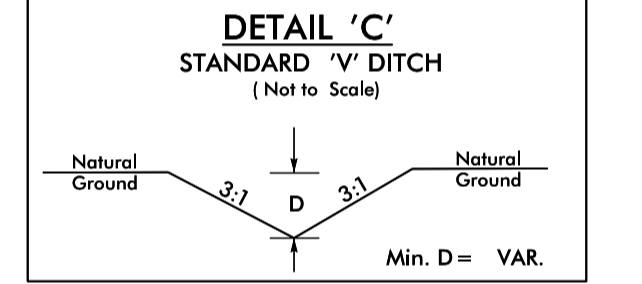 DETAIL 'C'
STANDARD 'V' DITCH
(Not to Scale)
Natural
Ground
3:1
D
3:1
Natural
Ground
Min. D= VAR.